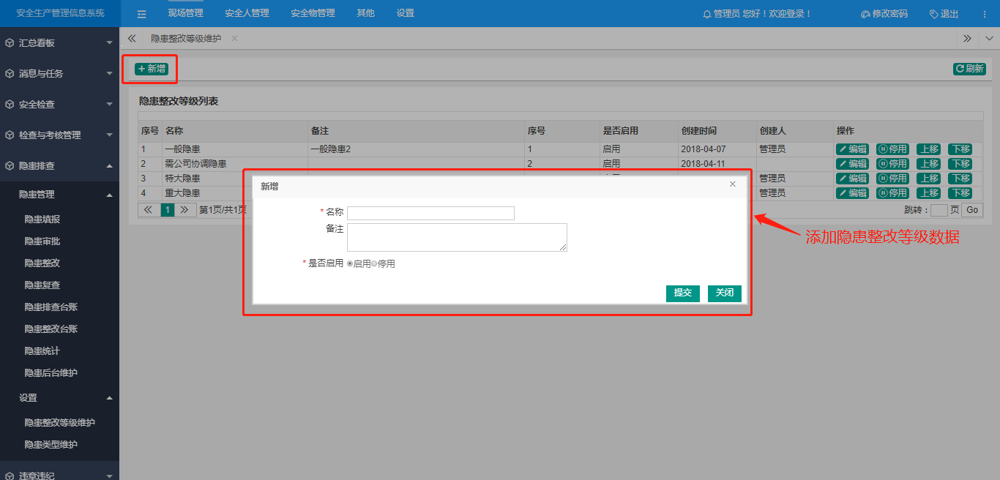 安全生产管理信息系统 现场管理 安全人管理 安全物管理 其他 设置 管理员 您好！欢迎登录！ 修改密码 退出
汇总看板
消息与任务
安全检查
检查与考核管理
隐患排查
隐患管理
隐患填报
隐患审批
隐患整改
隐患复查
隐患排查台账
隐患整改台账
隐患统计
隐患后台维护
设置
隐患整改等级维护
隐患类型维护
违章违纪
隐患整改等级维护
新增 刷新
隐患整改等级列表
序号 名称 备注 序号 是否启用 创建时间 创建人 操作
1 一般隐患 一般隐患2 1 启用 2018-04-07 管理员 编辑 停用 上移 下移
2 需公司协调隐患 2 启用 2018-04-11 编辑 停用 上移 下移
3 特大隐患 管理员 编辑 停用 上移 下移
4 重大隐患 管理员 编辑 停用 上移 下移
1 第1页/共1页 跳转： 页 Go
新增
* 名称
备注
* 是否启用 启用 停用
提交 关闭
添加隐患整改等级数据